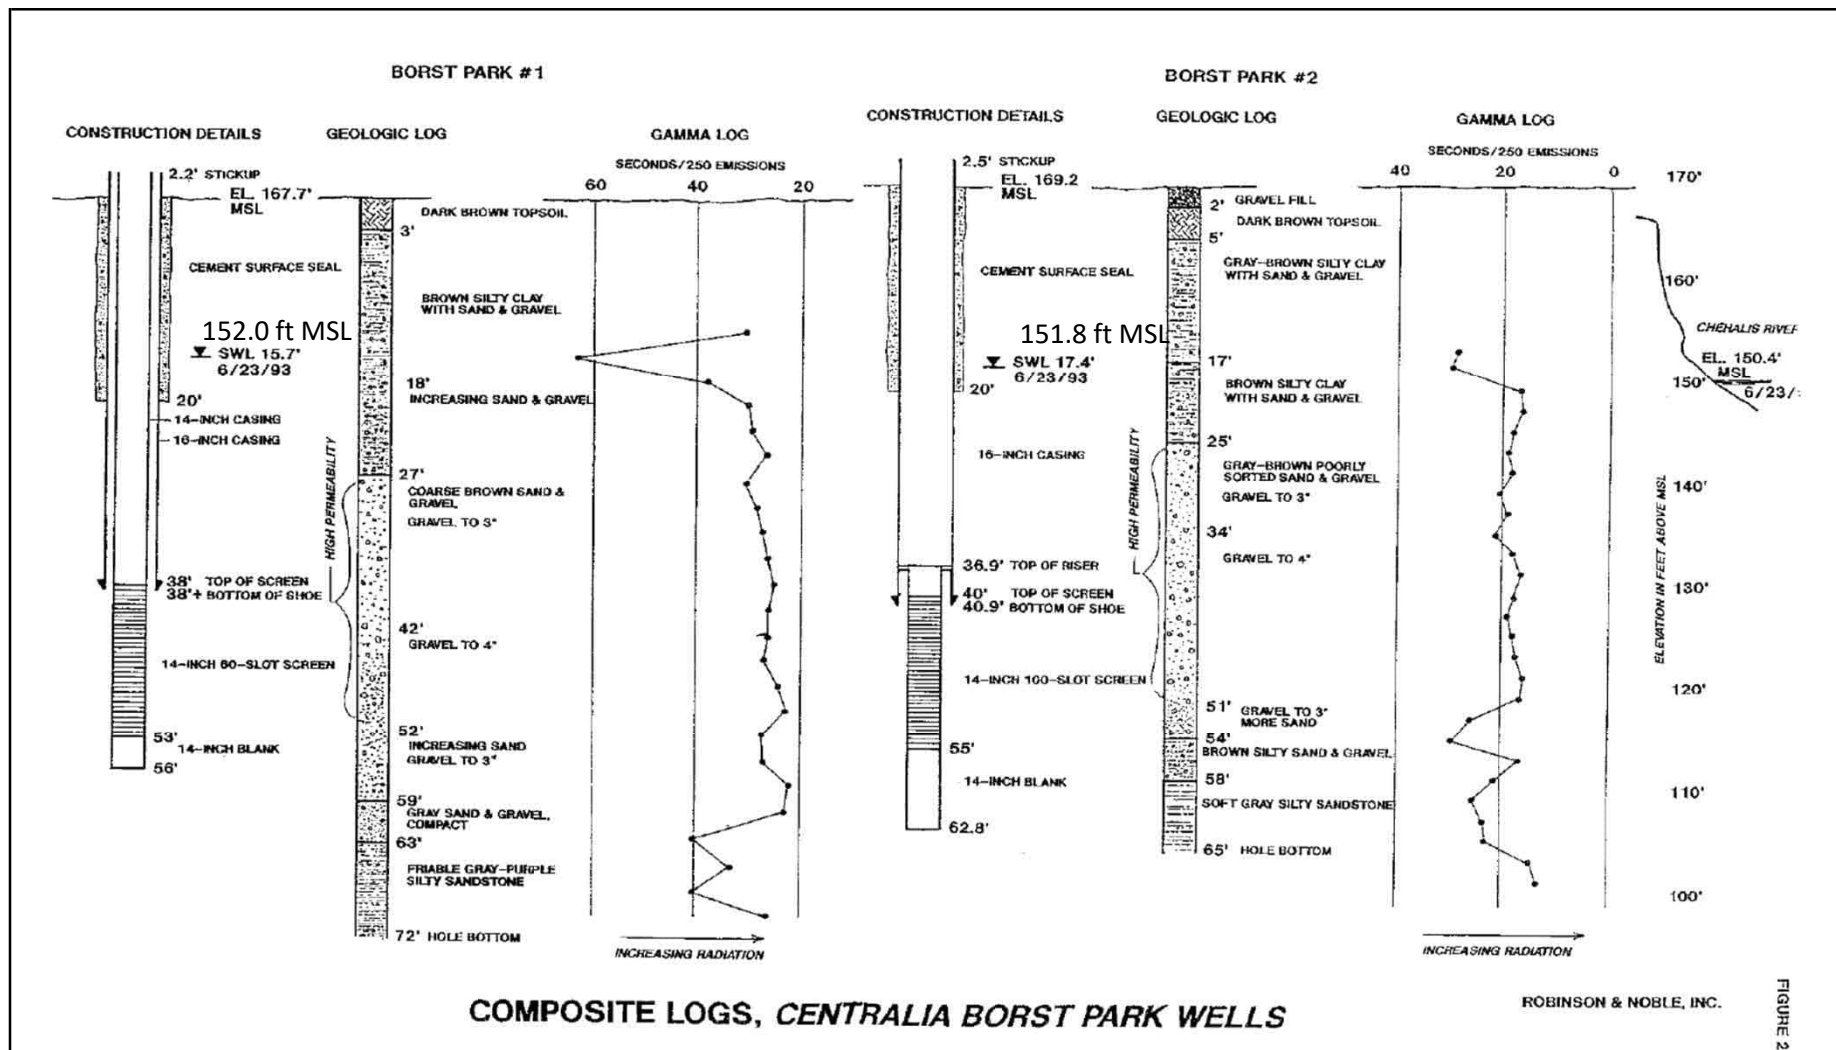 BORST PARK #1
CONSTRUCTION DETAILS
GEOLOGIC LOG
GAMMA LOG
SECONDS/250 EMISSIONS
60
40
20
2.2' STICKUP
EL. 167.7'
MSL
DARK BROWN TOPSOIL
3'
CEMENT SURFACE SEAL
BROWN SILTY CLAY
WITH SAND & GRAVEL
152.0 ft MSL
SWL 15.7'
6/23/93
18'
INCREASING SAND & GRAVEL
20'
14-INCH CASING
16-INCH CASING
27'
COARSE BROWN SAND &
GRAVEL
GRAVEL TO 3"
HIGH PERMEABILITY
38' TOP OF SCREEN
38'+ BOTTOM OF SHOE
42'
GRAVEL TO 4"
14-INCH 60-SLOT SCREEN
52'
INCREASING SAND
GRAVEL TO 3"
53'
14-INCH BLANK
56'
59'
GRAY SAND & GRAVEL,
COMPACT
63'
FRIABLE GRAY-PURPLE
SILTY SANDSTONE
72' HOLE BOTTOM
INCREASING RADIATION
BORST PARK #2
CONSTRUCTION DETAILS
GEOLOGIC LOG
GAMMA LOG
SECONDS/250 EMISSIONS
40
20
0
2.5' STICKUP
EL. 169.2
MSL
GRAVEL FILL
2'
DARK BROWN TOPSOIL
5'
GRAY-BROWN SILTY CLAY
WITH SAND & GRAVEL
CEMENT SURFACE SEAL
151.8 ft MSL
SWL 17.4'
6/23/93
17'
BROWN SILTY CLAY
WITH SAND & GRAVEL
20'
25'
16-INCH CASING
GRAY-BROWN POORLY
SORTED SAND & GRAVEL
GRAVEL TO 3"
HIGH PERMEABILITY
34'
GRAVEL TO 4"
36.9' TOP OF RISER
40' TOP OF SCREEN
40.9' BOTTOM OF SHOE
14-INCH 100-SLOT SCREEN
51'
GRAVEL TO 3"
MORE SAND
54'
BROWN SILTY SAND & GRAVEL
55'
14-INCH BLANK
58'
SOFT GRAY SILTY SANDSTONE
62.8'
65' HOLE BOTTOM
INCREASING RADIATION
170'
160'
CHEHALIS RIVER
EL. 150.4'
MSL
150'
6/23/
140'
130'
120'
110'
100'
ELEVATION IN FEET ABOVE MSL
COMPOSITE LOGS, CENTRALIA BORST PARK WELLS
ROBINSON & NOBLE, INC.
FIGURE 2